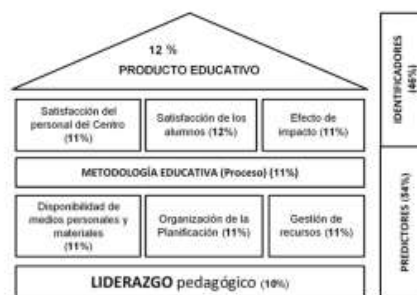 12 %
PRODUCTO EDUCATIVO
Satisfacción del
personal del Centro
(11%)
Satisfacción de los
alumnos (12%)
Efecto de
impacto (11%)
METODOLOGÍA EDUCATIVA (Proceso) (11%)
Disponibilidad de
medios personales y
materiales
(11%)
Organización de la
Planificación (11%)
Gestión de
recursos (11%)
LIDERAZGO pedagógico (10%)
IDENTIFICADORES
(46%)
PREDICTORES (54%)